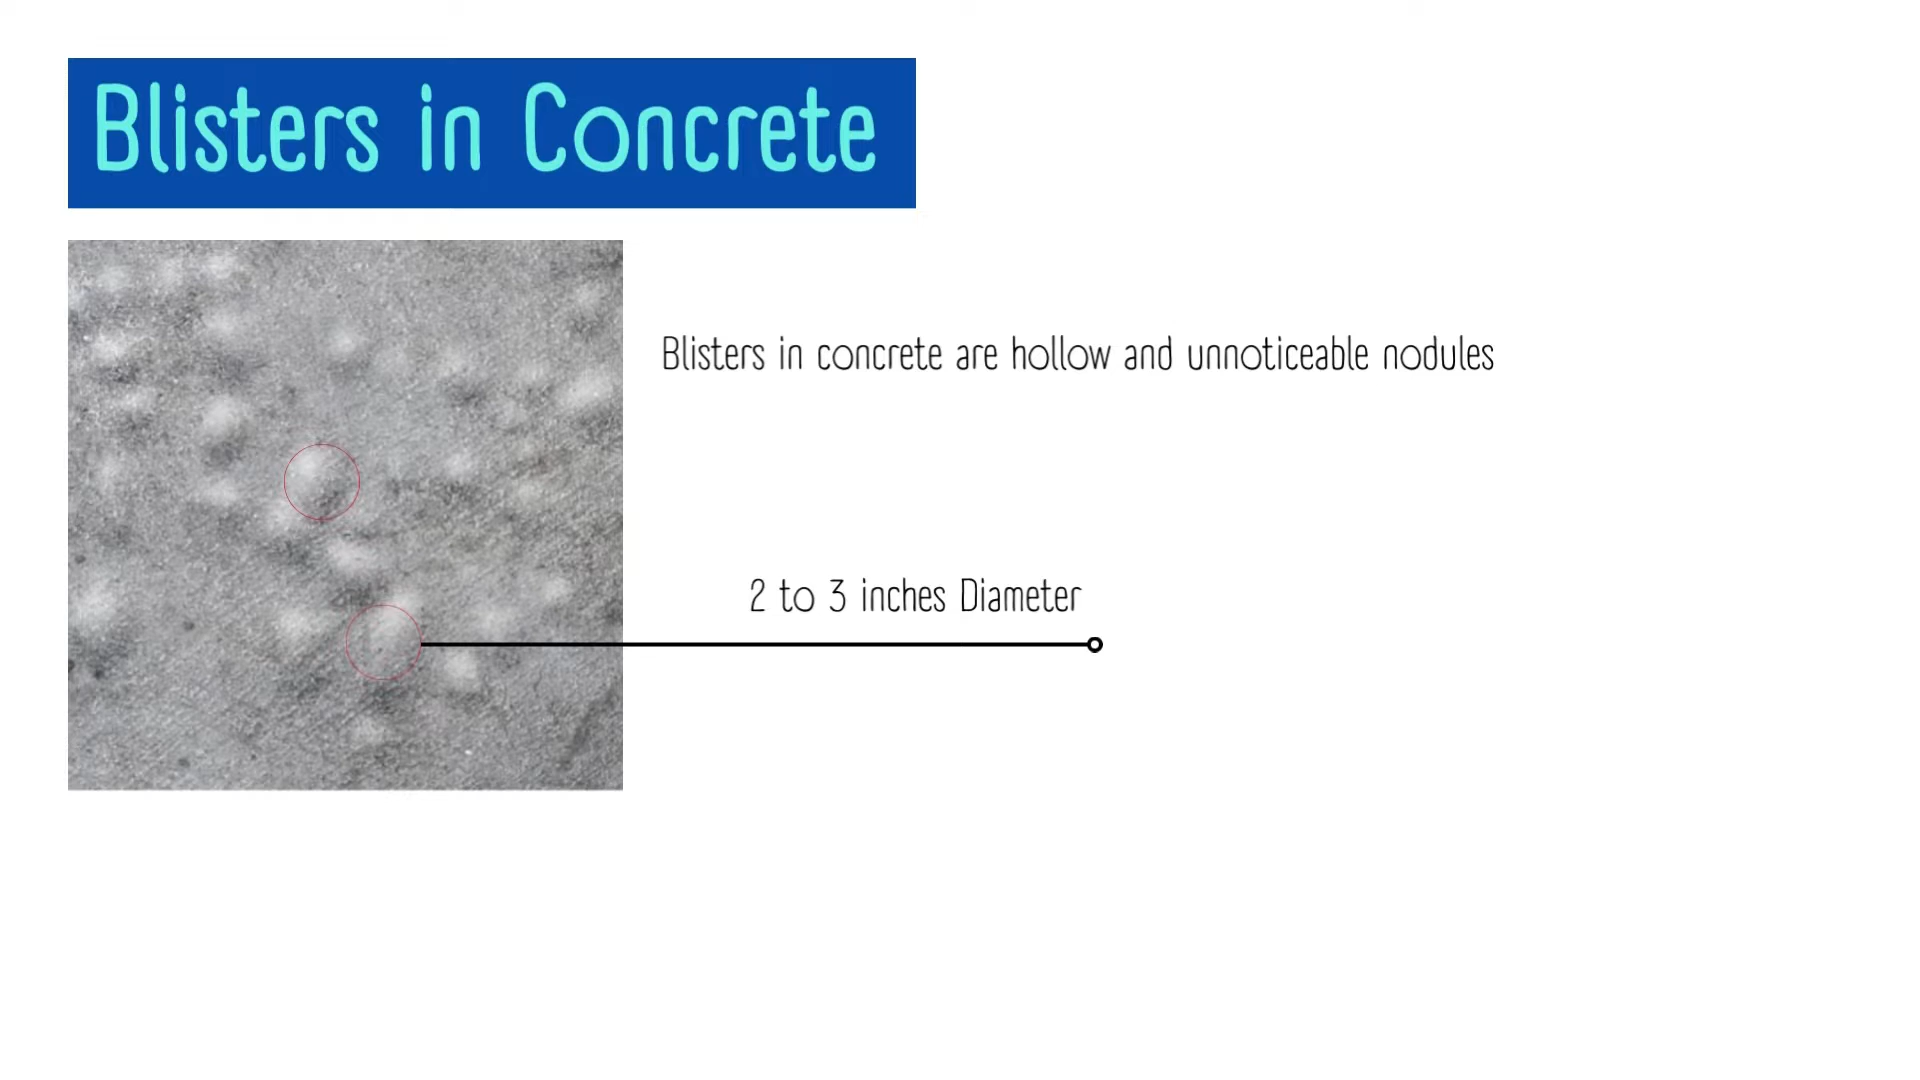 Blisters in Concrete
Blisters in concrete are hollow and unnoticeable nodules
2 to 3 inches Diameter